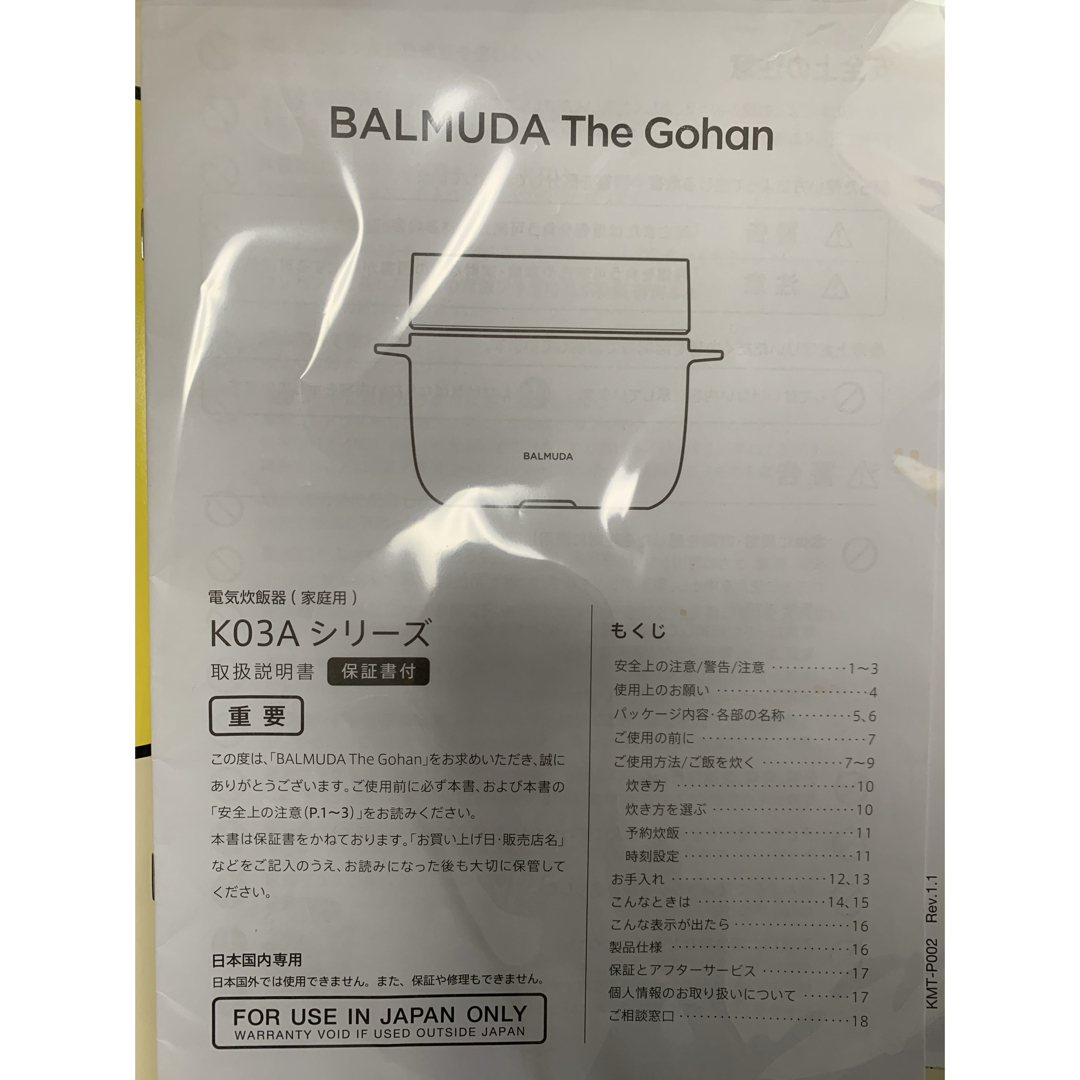 BALMUDA The Gohan
BALMUDA
電気炊飯器 ( 家庭用 )
K03A シリーズ
取扱説明書 保証書付
重要
この度は、「BALMUDA The Gohan」をお求めいただき、誠に
ありがとうございます。ご使用前に必ず本書、および本書の
「安全上の注意(P.1〜3)」をお読みください。
本書は保証書をかねております。「お買い上げ日・販売店名」
などをご記入のうえ、お読みになった後も大切に保管して
ください。
日本国内専用
日本国外では使用できません。また、保証や修理もできません。
FOR USE IN JAPAN ONLY
WARRANTY VOID IF USED OUTSIDE JAPAN
もくじ
安全上の注意/警告/注意 ··········· 1〜3
使用上のお願い ······················ 4
パッケージ内容・各部の名称 ········· 5、6
ご使用の前に ························ 7
ご使用方法/ご飯を炊く ············ 7〜9
炊き方 ·························· 10
炊き方を選ぶ ····················· 10
予約炊飯 ························· 11
時刻設定 ························· 11
お手入れ ······················· 12、13
こんなときは ··················· 14、15
こんな表示が出たら ················· 16
製品仕様 ·························· 16
保証とアフターサービス ············· 17
個人情報のお取り扱いについて ······· 17
ご相談窓口 ························· 18
KMT-P002 Rev.1.1
安全上の注意
警告
注意
警告